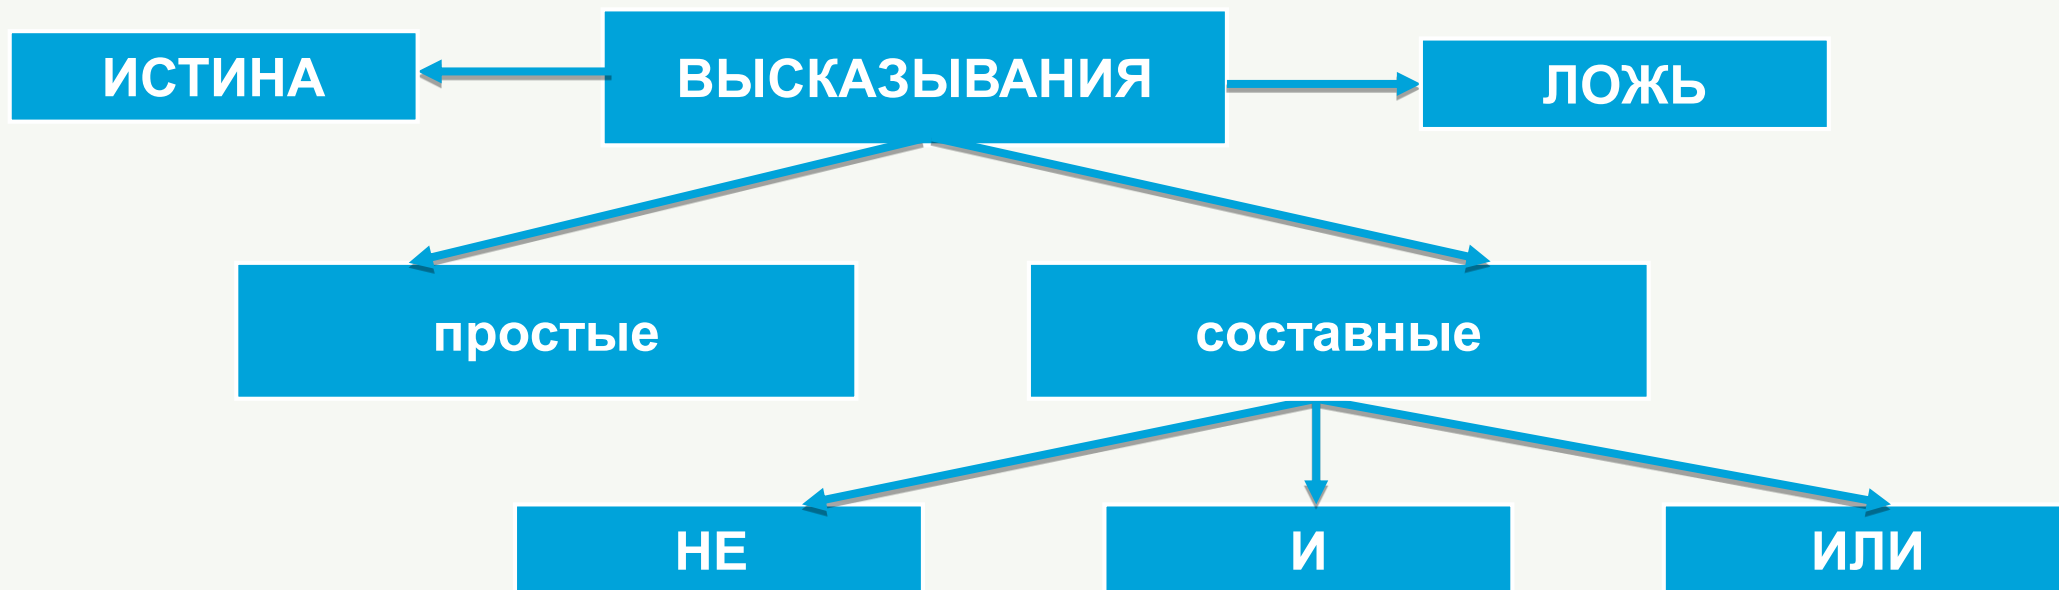 ИСТИНА
ВЫСКАЗЫВАНИЯ
ЛОЖЬ
простые
составные
НЕ
И
ИЛИ